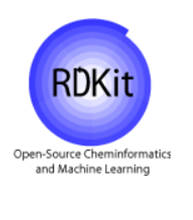 RDKit
Open-Source Cheminformatics
and Machine Learning